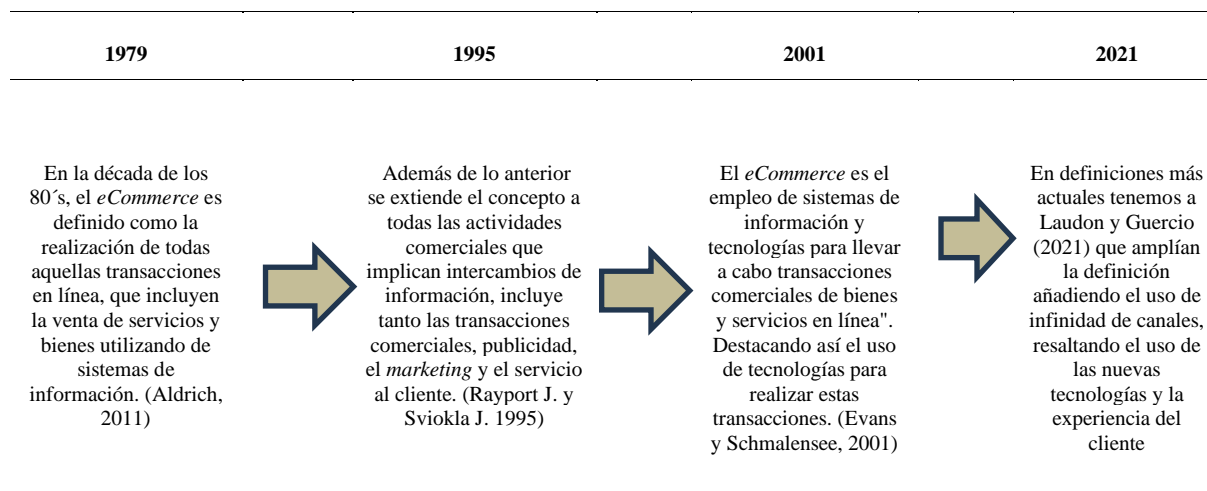 1979
1995
2001
2021
En la década de los
80´s, el eCommerce es
definido como la
realización de todas
aquellas transacciones
en línea, que incluyen
la venta de servicios y
bienes utilizando de
sistemas de
información. (Aldrich,
2011)
Además de lo anterior
se extiende el concepto a
todas las actividades
comerciales que
implican intercambios de
información, incluye
tanto las transacciones
comerciales, publicidad,
el marketing y el servicio
al cliente. (Rayport J. y
Sviokla J. 1995)
El eCommerce es el
empleo de sistemas de
información y
tecnologías para llevar
a cabo transacciones
comerciales de bienes
y servicios en línea".
Destacando así el uso
de tecnologías para
realizar estas
transacciones. (Evans
y Schmalensee, 2001)
En definiciones más
actuales tenemos a
Laudon y Guercio
(2021) que amplían
la definición
añadiendo el uso de
infinidad de canales,
resaltando el uso de
las nuevas
tecnologías y la
experiencia del
cliente